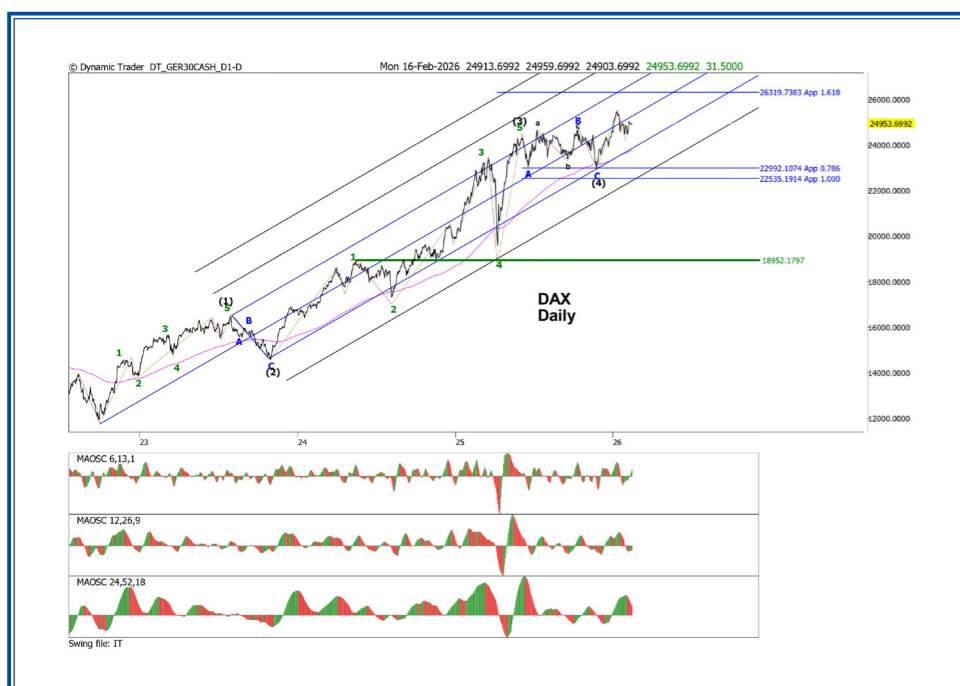 © Dynamic Trader DT_GER30CASH_D1-D Mon 16-Feb-2026 24913.6992 24959.6992 24903.6992 24953.6992 31.5000
26319.7383 App 1.618
26000.0000
(3)
5
a
B
c
24953.6992
24000.0000
3
b
A
22992.1074 App 0.786
C
(4)
22535.1914 App 1.000
22000.0000
20000.0000
1
4
18952.1797
18000.0000
(1)
5
2
DAX
Daily
B
3
A
16000.0000
1
4
2
C
(2)
14000.0000
12000.0000
23 24 25 26
MAOSC 6,13,1
MAOSC 12,26,9
MAOSC 24,52,18
Swing file: IT